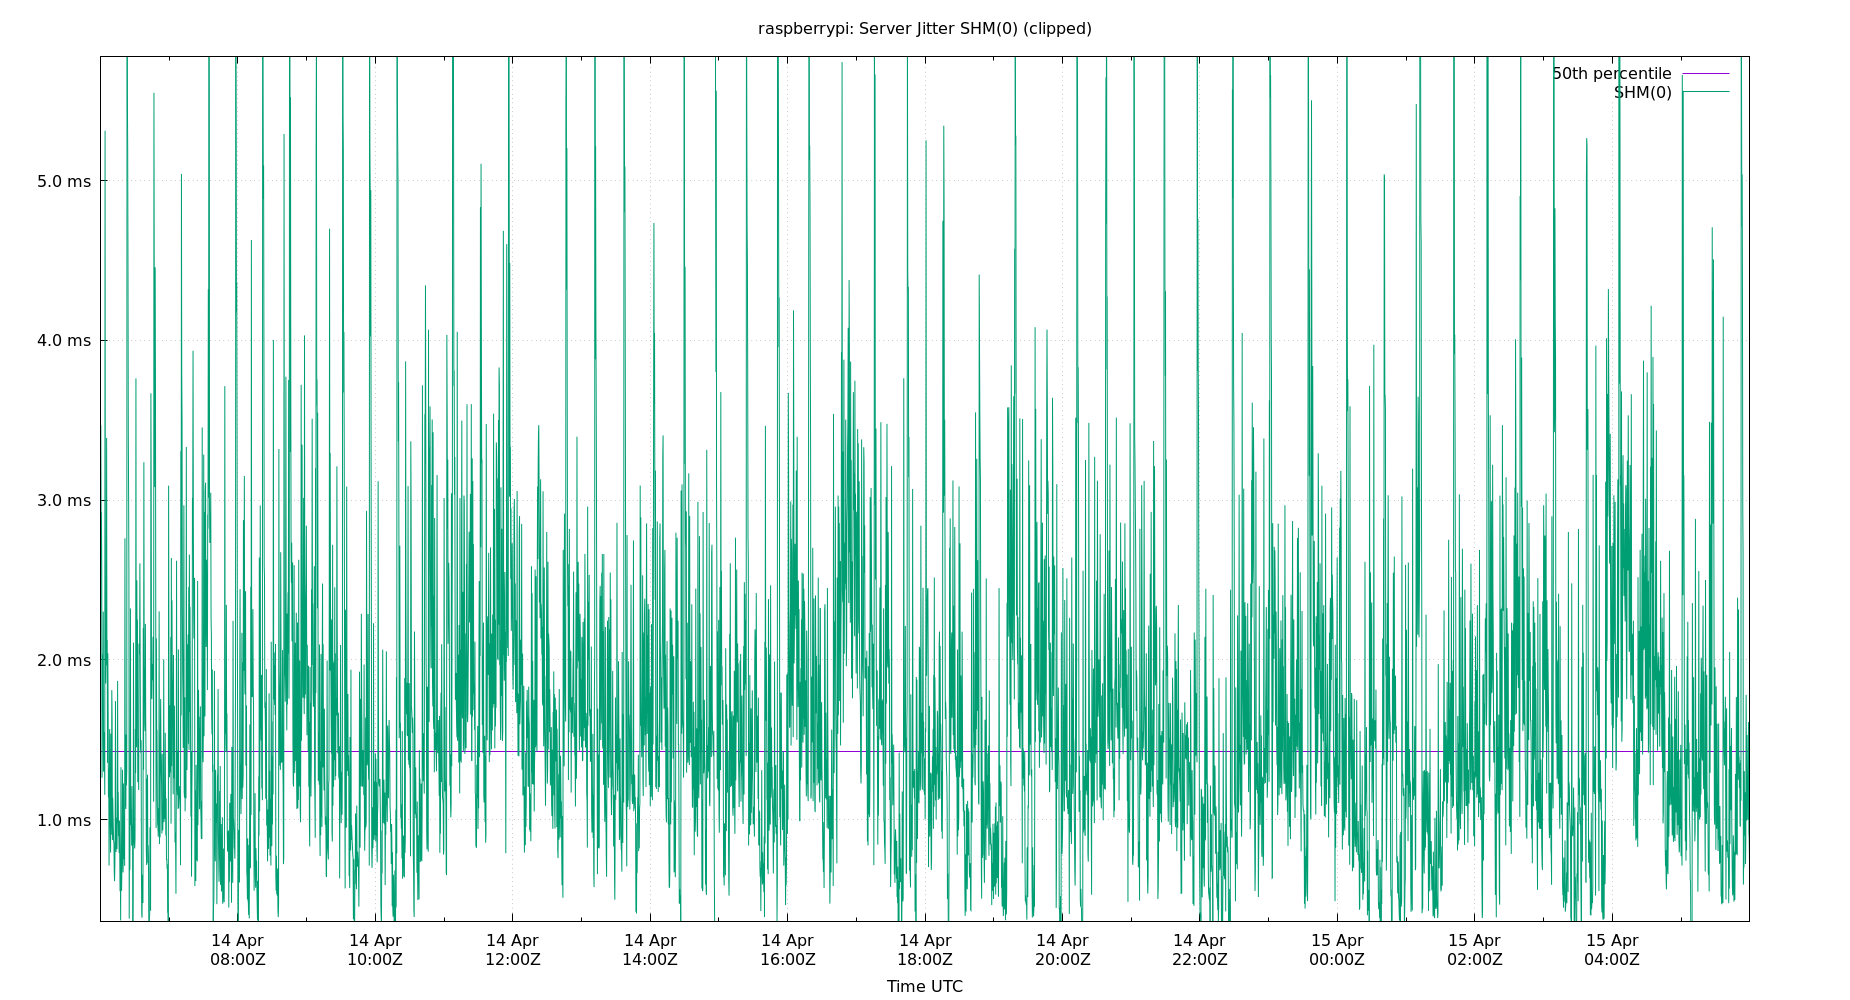 raspberrypi: Server Jitter SHM(0) (clipped)
50th percentile
SHM(0)
5.0 ms
4.0 ms
3.0 ms
2.0 ms
1.0 ms
14 Apr 14 Apr 14 Apr 14 Apr 14 Apr 14 Apr 14 Apr 14 Apr 15 Apr 15 Apr 15 Apr
08:00Z 10:00Z 12:00Z 14:00Z 16:00Z 18:00Z 20:00Z 22:00Z 00:00Z 02:00Z 04:00Z
Time UTC